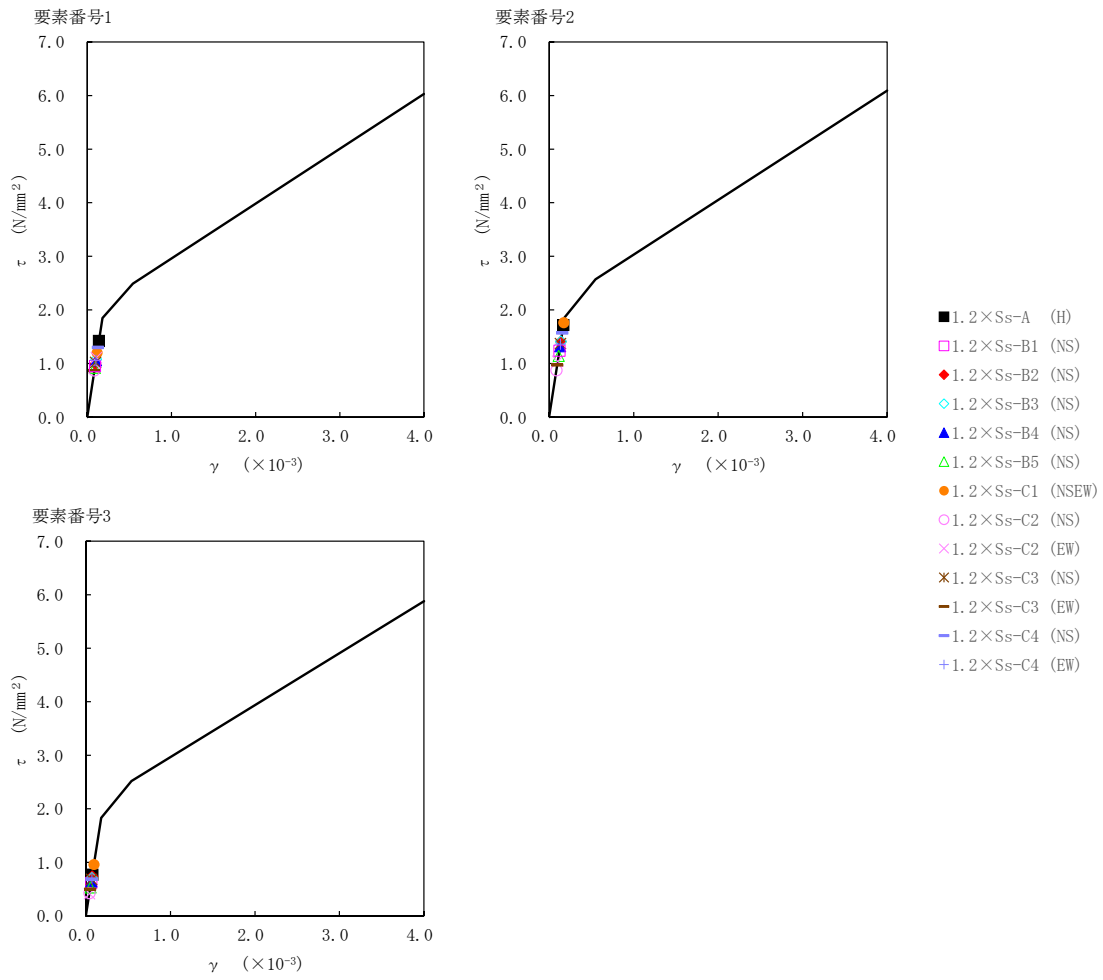 要素番号1
7.0
6.0
5.0
4.0
3.0
2.0
1.0
0.0
τ (N/mm²)
0.0 1.0 2.0 3.0 4.0
γ (×10⁻³)
要素番号2
7.0
6.0
5.0
4.0
3.0
2.0
1.0
0.0
τ (N/mm²)
0.0 1.0 2.0 3.0 4.0
γ (×10⁻³)
要素番号3
7.0
6.0
5.0
4.0
3.0
2.0
1.0
0.0
τ (N/mm²)
0.0 1.0 2.0 3.0 4.0
γ (×10⁻³)
1.2×Ss-A (H)
1.2×Ss-B1 (NS)
1.2×Ss-B2 (NS)
1.2×Ss-B3 (NS)
1.2×Ss-B4 (NS)
1.2×Ss-B5 (NS)
1.2×Ss-C1 (NSEW)
1.2×Ss-C2 (NS)
1.2×Ss-C2 (EW)
1.2×Ss-C3 (NS)
1.2×Ss-C3 (EW)
1.2×Ss-C4 (NS)
1.2×Ss-C4 (EW)